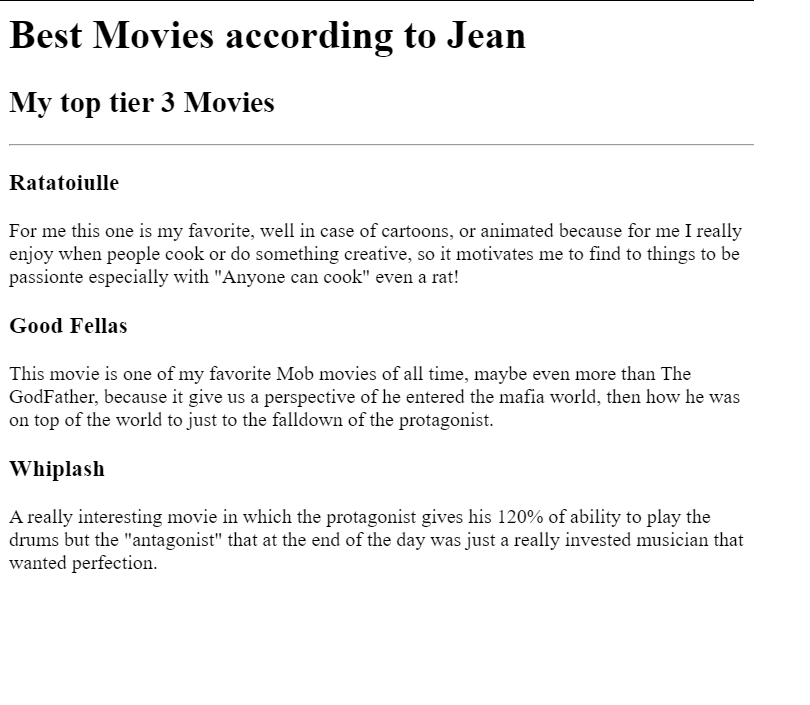 Best Movies according to Jean
My top tier 3 Movies
Ratatoiulle
For me this one is my favorite, well in case of cartoons, or animated because for me I really
enjoy when people cook or do something creative, so it motivates me to find to things to be
passionte especially with "Anyone can cook" even a rat!
Good Fellas
This movie is one of my favorite Mob movies of all time, maybe even more than The
GodFather, because it give us a perspective of he entered the mafia world, then how he was
on top of the world to just to the falldown of the protagonist.
Whiplash
A really interesting movie in which the protagonist gives his 120% of ability to play the
drums but the "antagonist" that at the end of the day was just a really invested musician that
wanted perfection.